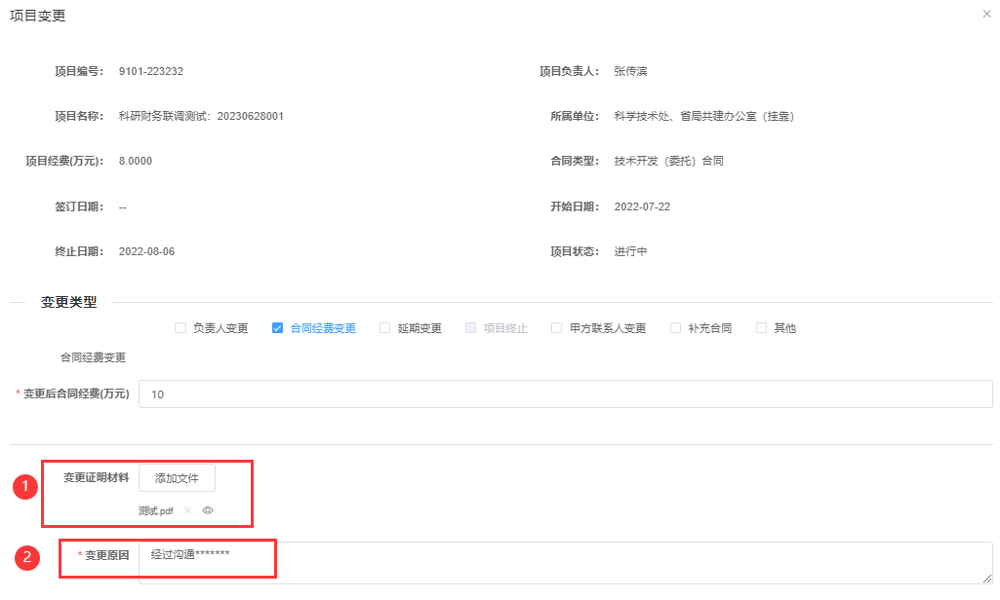 项目变更
项目编号： 9101-223232 项目负责人： 张传滨
项目名称： 科研财务联调测试：20230628001 所属单位： 科学技术处、首局共建办公室（挂靠）
项目经费(万元)： 8.0000 合同类型： 技术开发（委托）合同
签订日期： -- 开始日期： 2022-07-22
终止日期： 2022-08-06 项目状态： 进行中
变更类型
负责人变更 合同经费变更 延期变更 项目终止 甲方联系人变更 补充合同 其他
合同经费变更
* 变更后合同经费(万元) 10
1 变更证明材料 添加文件
测试.pdf
2 * 变更原因 经过沟通*******